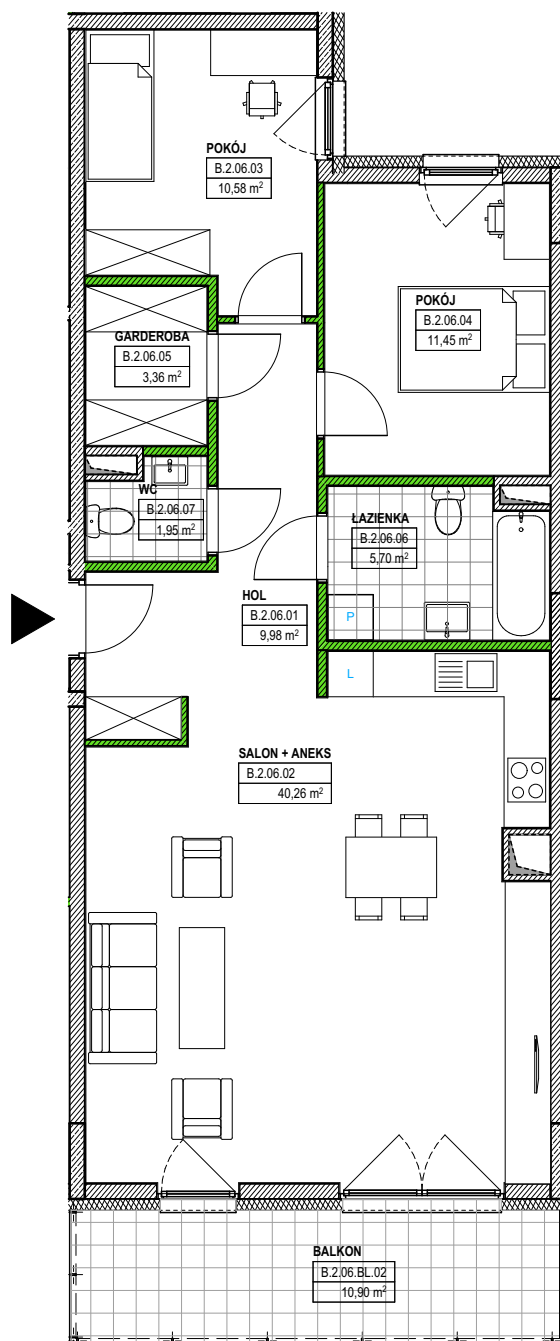 POKÓJ
B.2.06.03
10,58 m²
POKÓJ
B.2.06.04
11,45 m²
GARDEROBA
B.2.06.05
3,36 m²
WC
B.2.06.07
1,95 m²
ŁAZIENKA
B.2.06.06
5,70 m²
P
HOL
B.2.06.01
9,98 m²
L
SALON + ANEKS
B.2.06.02
40,26 m²
BALKON
B.2.06.BL.02
10,90 m²